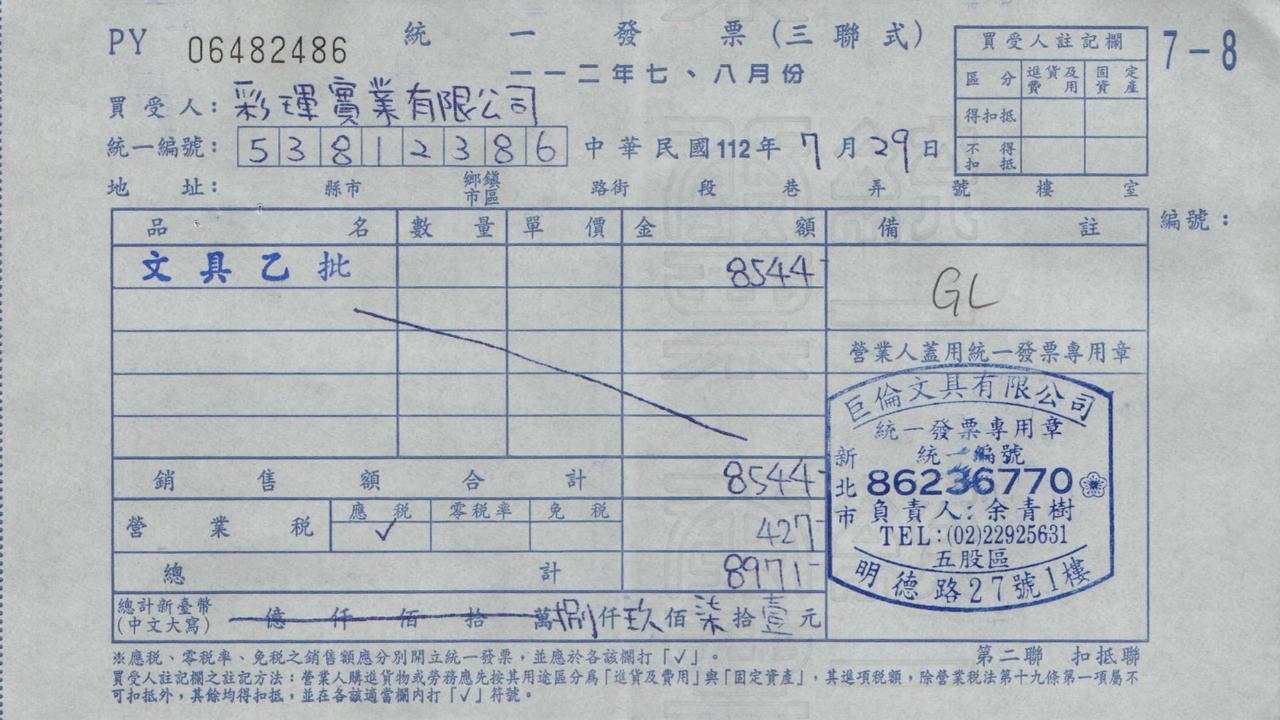 PY 06482486 統一發票(三聯式)
一一二年七、八月份
7-8
買受人註記欄
區分 進貨及費用 固定資產
得扣抵
不得扣抵
買受人: 彩琿實業有限公司
統一編號: 53812386 中華民國112年7月29日
地址: 縣市 鄉鎮市區 路街 段 巷 弄 號 樓 室
編號:
品名 數量 單價 金額 備註
文具乙批 8544
GL
營業人蓋用統一發票專用章
巨倫文具有限公司
統一發票專用章
統一編號
新北市
86236770
負責人:余青樹
TEL:(02)22925631
五股區
明德路27號1樓
銷售額合計 8544
營業稅 應稅 零稅率 免稅 427
✓
總計 8971
總計新臺幣(中文大寫) 億仟佰拾萬捌仟玖佰柒拾壹元
第二聯 扣抵聯
※應稅、零稅率、免稅之銷售額應分別開立統一發票,並應於各該欄打「✓」。
買受人註記欄之註記方法:營業人購進貨物或勞務應先按其用途區分為「進貨及費用」與「固定資產」,其進項稅額,除營業稅法第十九條第一項屬不
可扣抵外,其餘均得扣抵,並在各該適當欄內打「✓」符號。